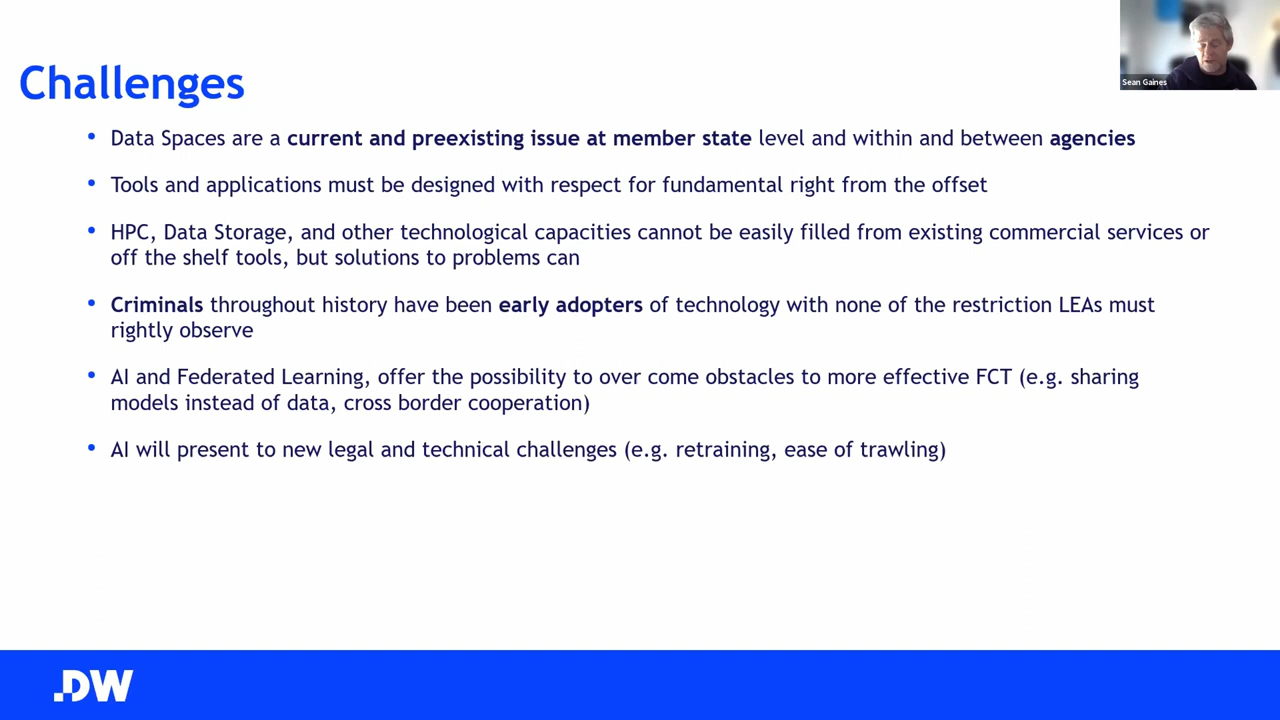 Sean Gaines
Challenges
• Data Spaces are a current and preexisting issue at member state level and within and between agencies
• Tools and applications must be designed with respect for fundamental right from the offset
• HPC, Data Storage, and other technological capacities cannot be easily filled from existing commercial services or
off the shelf tools, but solutions to problems can
• Criminals throughout history have been early adopters of technology with none of the restriction LEAs must
rightly observe
• AI and Federated Learning, offer the possibility to over come obstacles to more effective FCT (e.g. sharing
models instead of data, cross border cooperation)
• AI will present to new legal and technical challenges (e.g. retraining, ease of trawling)
.DW